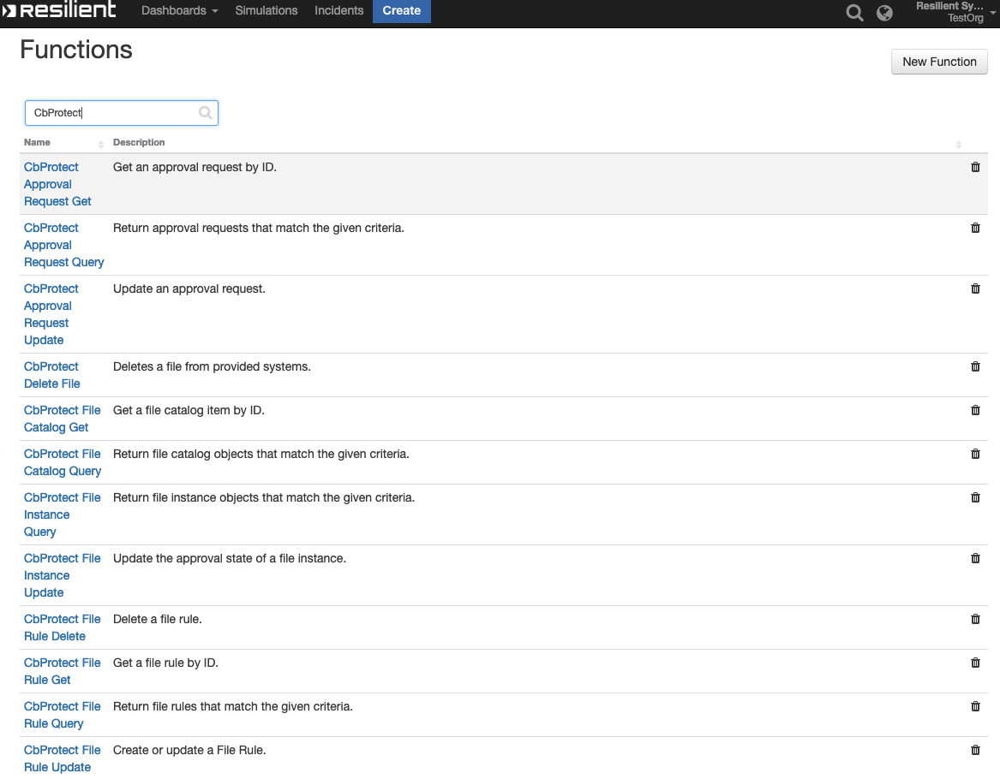 resilient Dashboards Simulations Incidents Create Resilient Sy...
TestOrg
Functions
New Function
CbProtect
Name Description
CbProtect Get an approval request by ID.
Approval
Request Get
CbProtect Return approval requests that match the given criteria.
Approval
Request Query
CbProtect Update an approval request.
Approval
Request
Update
CbProtect Deletes a file from provided systems.
Delete File
CbProtect File Get a file catalog item by ID.
Catalog Get
CbProtect File Return file catalog objects that match the given criteria.
Catalog Query
CbProtect File Return file instance objects that match the given criteria.
Instance
Query
CbProtect File Update the approval state of a file instance.
Instance
Update
CbProtect File Delete a file rule.
Rule Delete
CbProtect File Get a file rule by ID.
Rule Get
CbProtect File Return file rules that match the given criteria.
Rule Query
CbProtect File Create or update a File Rule.
Rule Update